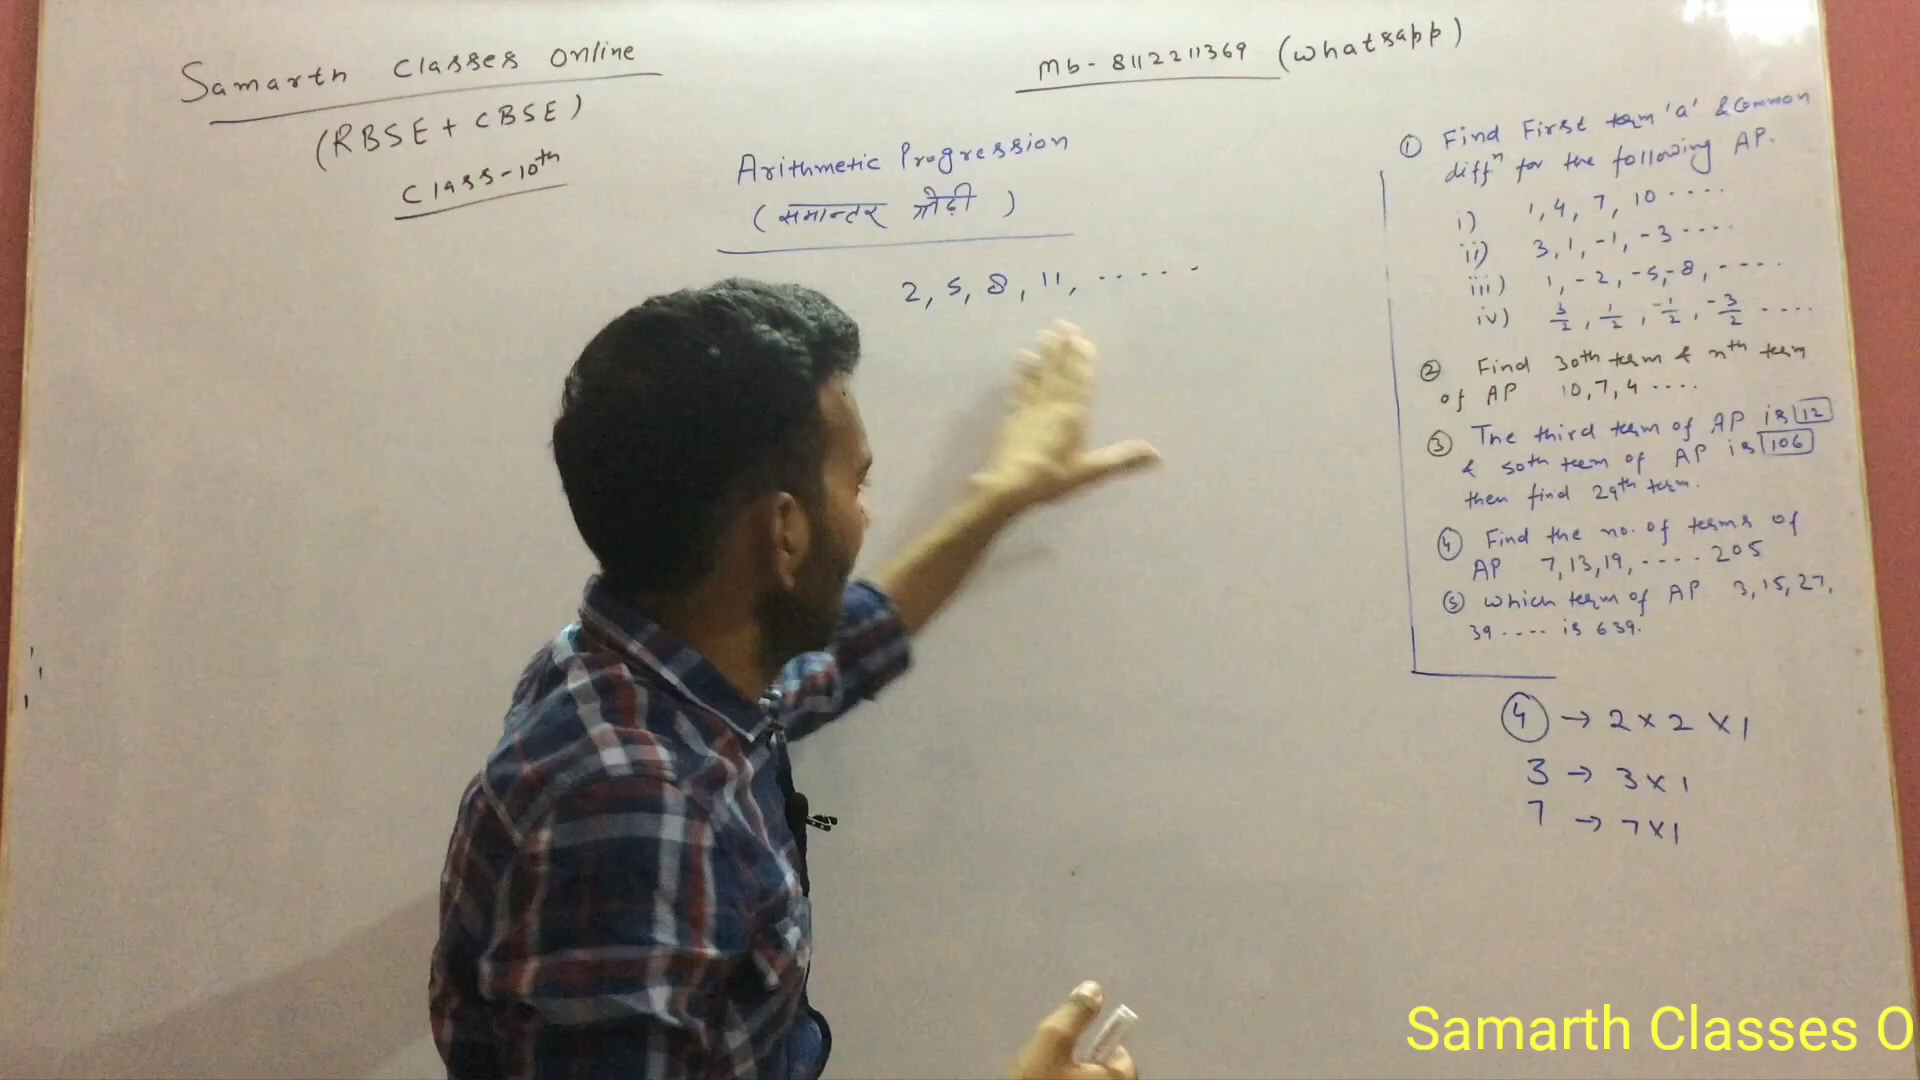 Samarth Classes Online
(RBSE + CBSE)
Class-10th
Mb- 8112211369 (whatsapp)
Arithmetic Progression
(समान्तर श्रेढ़ी)
2, 5, 8, 11, .....
① Find First term 'a' & Common
diffⁿ for the following AP.
i) 1, 4, 7, 10 ....
ii) 3, 1, -1, -3 ....
iii) 1, -2, -5, -8, ....
iv) 3/2, 1/2, -1/2, -3/2 ....
② Find 30th term & nth term
of AP 10, 7, 4 ....
③ The third term of AP is 12
& 50th term of AP is 106
then find 29th term.
④ Find the no. of terms of
AP 7, 13, 19, .... 205
⑤ which term of AP 3, 15, 27,
39 .... is 639.
④ → 2 × 2 × 1
3 → 3 × 1
7 → 7 × 1
Samarth Classes O